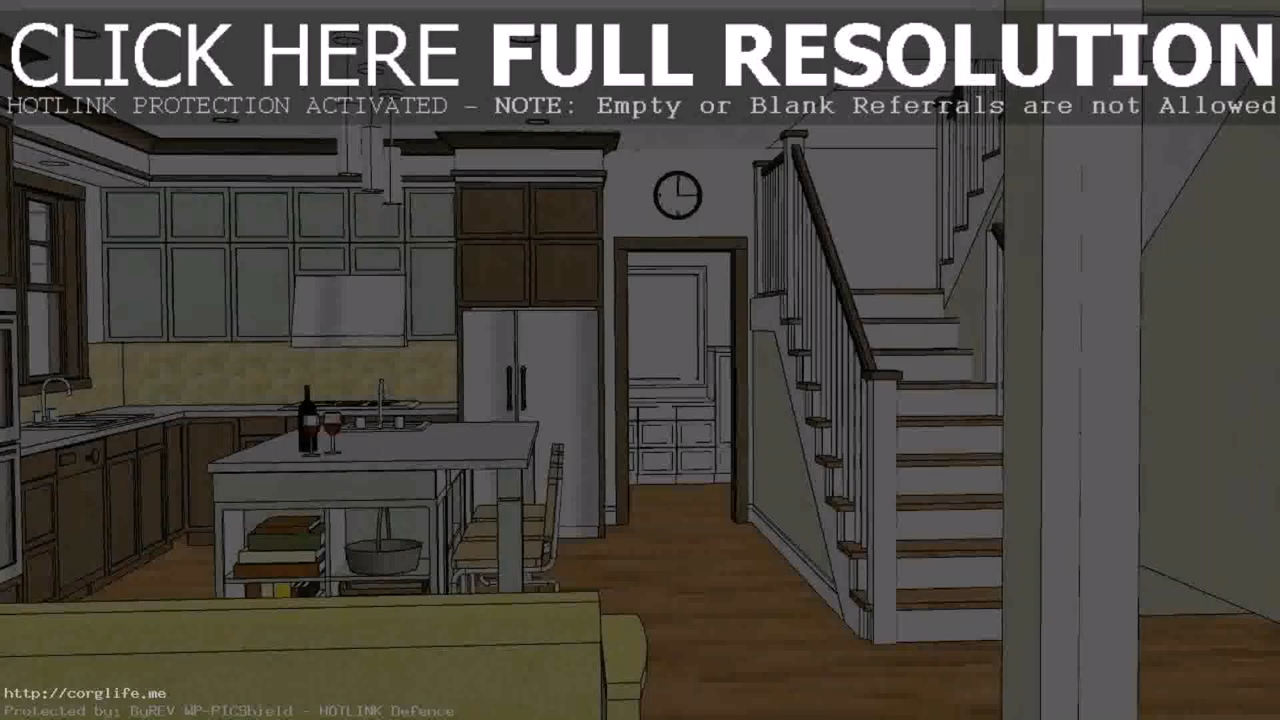 CLICK HERE FULL RESOLUTION
HOTLINK PROTECTION ACTIVATED - NOTE: Empty or Blank Referrals are not Allowed
http://corglife.me
Protected by: ByREV WP-PICShield - HOTLINK Defence